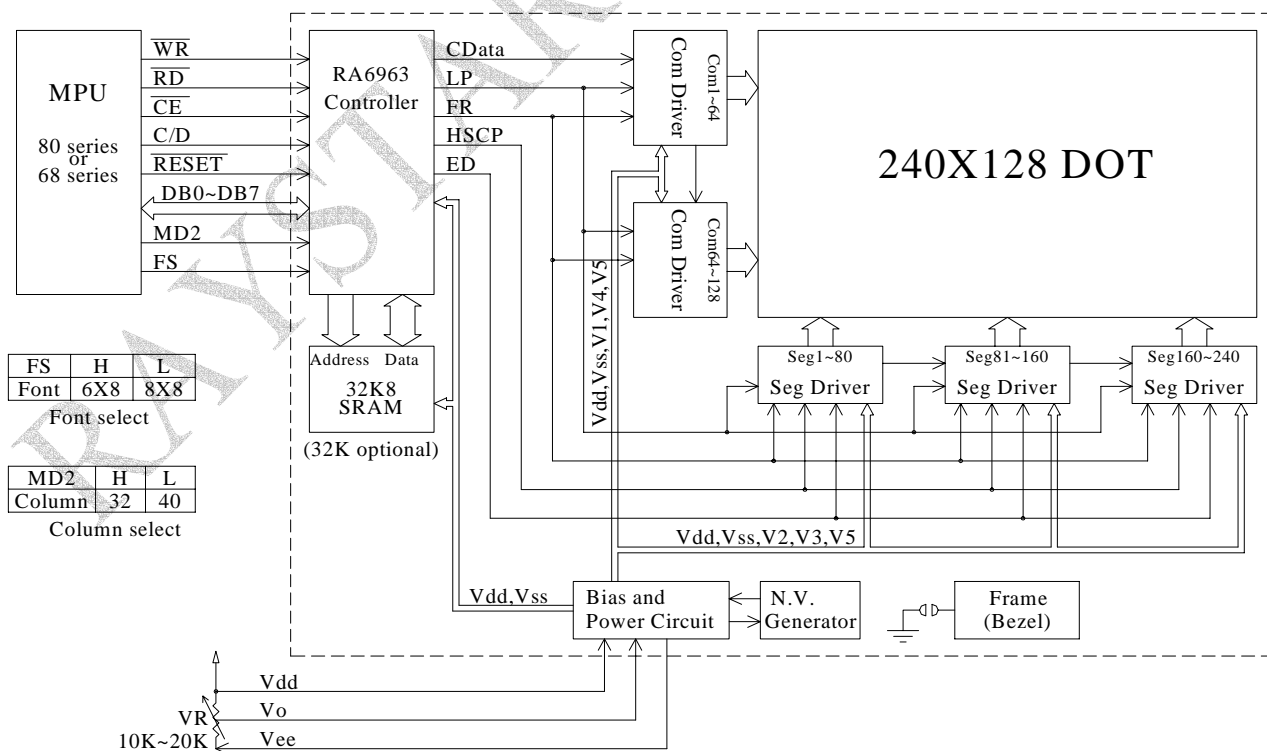 RAYSTAR
MPU
80 series
or
68 series
WR
RD
CE
C/D
RESET
DB0~DB7
MD2
FS
RA6963
Controller
CData
LP
FR
HSCP
ED
Com Driver
Com1~64
Com Driver
Com64~128
240X128 DOT
Address Data
32K8
SRAM
(32K optional)
Vdd,Vss,V1,V4,V5
Seg1~80
Seg Driver
Seg81~160
Seg Driver
Seg160~240
Seg Driver
FS H L
Font 6X8 8X8
Font select
MD2 H L
Column 32 40
Column select
Vdd,Vss,V2,V3,V5
Vdd,Vss
Bias and
Power Circuit
N.V.
Generator
Frame
(Bezel)
Vdd
Vo
Vee
VR
10K~20K